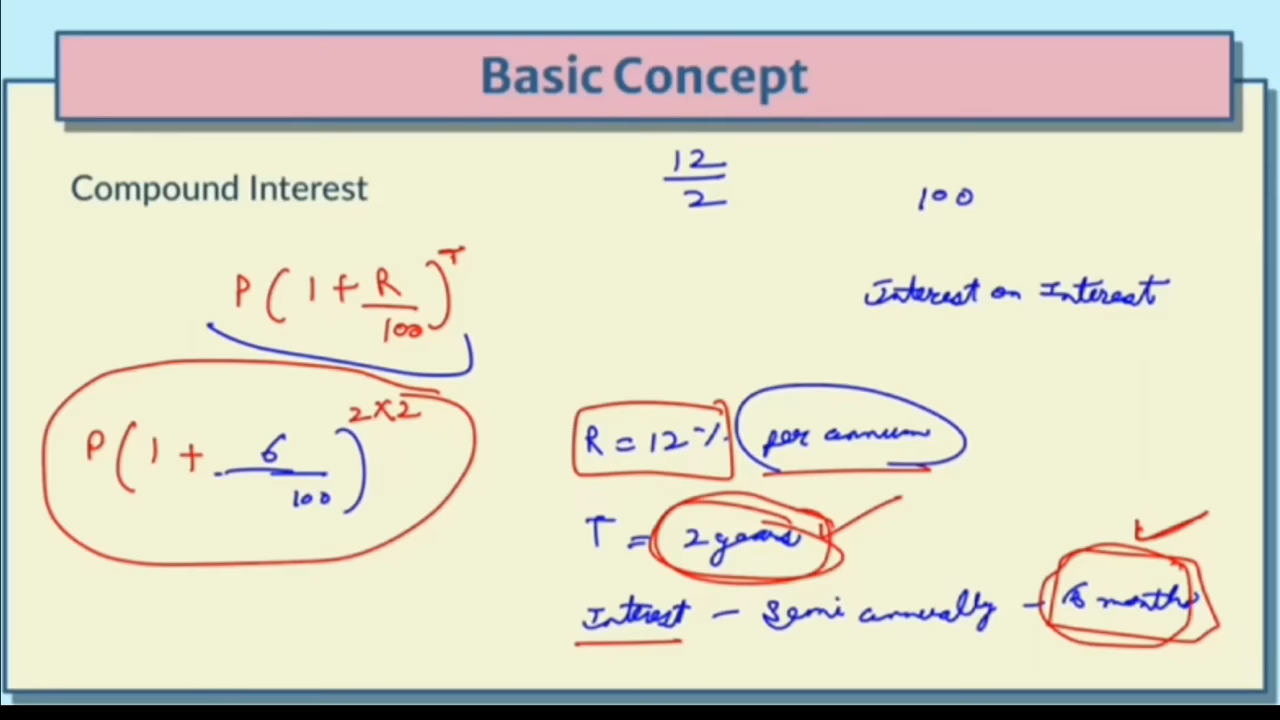 Basic Concept
Compound Interest
12/2
100
P(1+R/100)^T
Interest on Interest
P(1+6/100)^2×2
R = 12% per annum
T = 2 years
Interest - Semi annually - 6 months